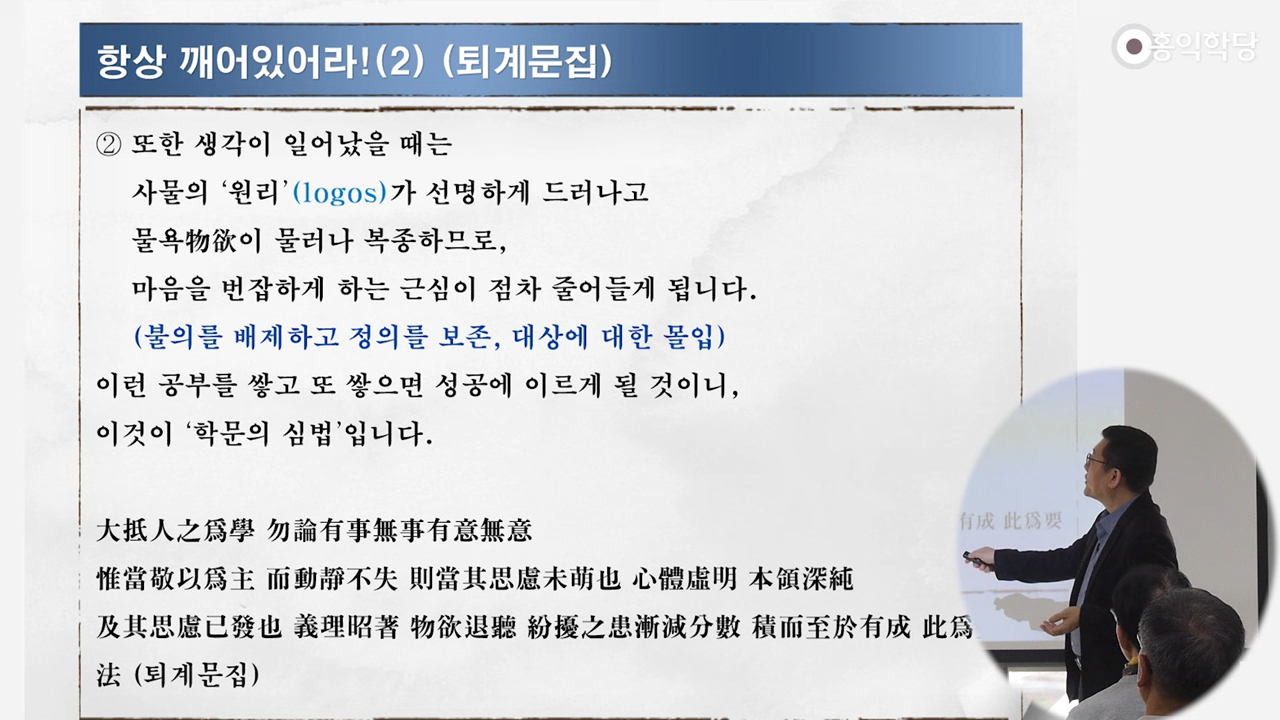 항상 깨어있어라!(2) (퇴계문집)
홍익학당
② 또한 생각이 일어났을 때는
사물의 ‘원리’(logos)가 선명하게 드러나고
물욕物欲이 물러나 복종하므로,
마음을 번잡하게 하는 근심이 점차 줄어들게 됩니다.
(불의를 배제하고 정의를 보존, 대상에 대한 몰입)
이런 공부를 쌓고 또 쌓으면 성공에 이르게 될 것이니,
이것이 ‘학문의 심법’입니다.
大抵人之爲學 勿論有事無事有意無意
惟當敬以爲主 而動靜不失 則當其思慮未萌也 心體虛明 本領深純
及其思慮已發也 義理昭著 物欲退聽 紛擾之患漸減分數 積而至於有成 此爲
法 (퇴계문집)
有成 此爲要